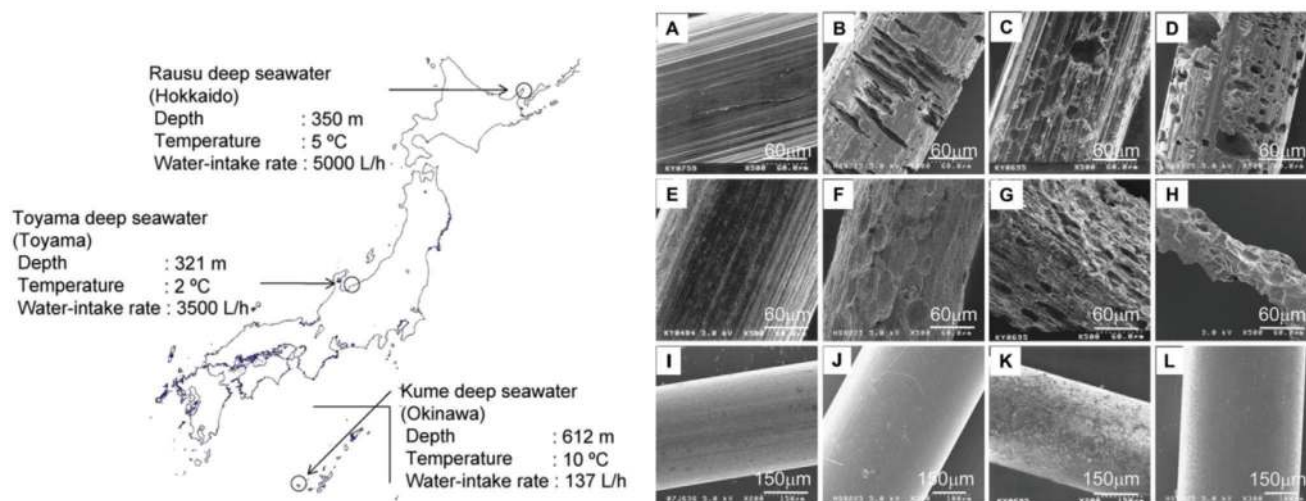 Rausu deep seawater
(Hokkaido)
Depth : 350 m
Temperature : 5 ºC
Water-intake rate : 5000 L/h
Toyama deep seawater
(Toyama)
Depth : 321 m
Temperature : 2 ºC
Water-intake rate : 3500 L/h
Kume deep seawater
(Okinawa)
Depth : 612 m
Temperature : 10 ºC
Water-intake rate : 137 L/h
A
60µm
B
60µm
C
60µm
D
60µm
E
60µm
F
60µm
G
60µm
H
60µm
I
150µm
J
150µm
K
150µm
L
150µm